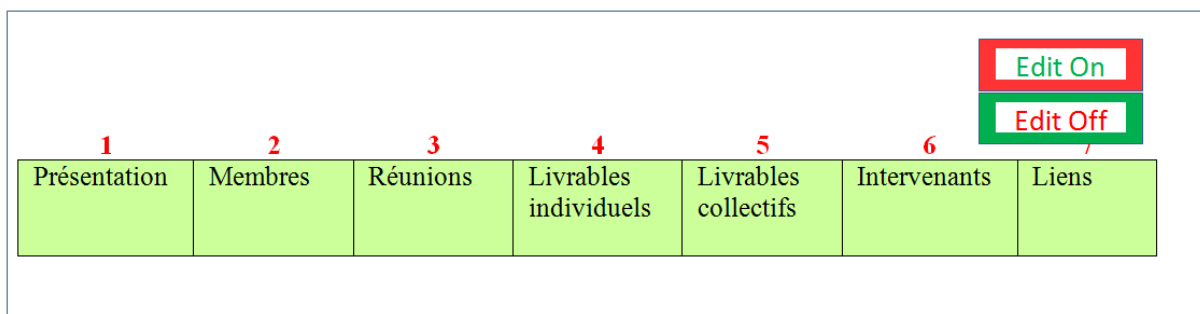 Edit On
Edit Off
1 2 3 4 5 6 7
Présentation Membres Réunions Livrables individuels Livrables collectifs Intervenants Liens